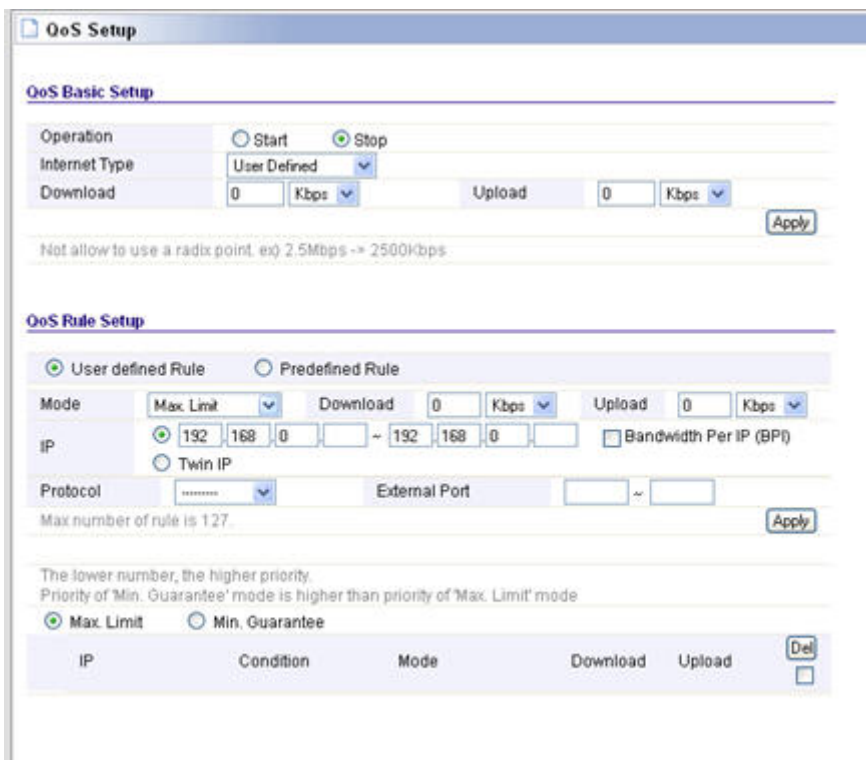 QoS Setup
QoS Basic Setup
Operation Start Stop
Internet Type User Defined
Download 0 Kbps Upload 0 Kbps
Apply
Not allow to use a radix point. ex) 2.5Mbps -> 2500Kbps
QoS Rule Setup
User defined Rule Predefined Rule
Mode Max. Limit Download 0 Kbps Upload 0 Kbps
IP 192 . 168 . 0 . ~ 192 . 168 . 0 . Bandwidth Per IP (BPI)
Twin IP
Protocol --------- External Port ~
Max number of rule is 127.
Apply
The lower number, the higher priority.
Priority of 'Min. Guarantee' mode is higher than priority of 'Max. Limit' mode
Max. Limit Min. Guarantee
IP Condition Mode Download Upload Del